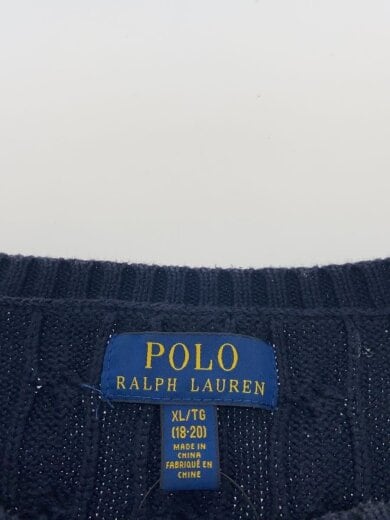 POLO
RALPH LAUREN
XL/TG
(18-20)
MADE IN
CHINA
FABRIQUÉ EN
CHINE